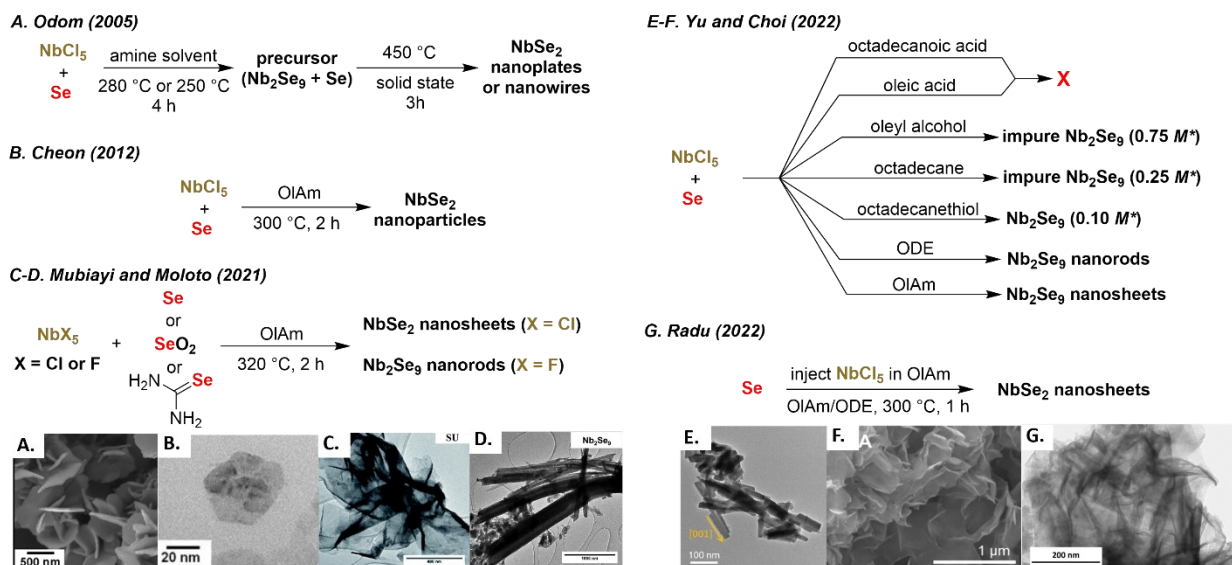 A. Odom (2005)
NbCl₅
+
Se
amine solvent
280 °C or 250 °C
4 h
precursor
(Nb₂Se₉ + Se)
450 °C
solid state
3h
NbSe₂
nanoplates
or nanowires
B. Cheon (2012)
NbCl₅
+
Se
OlAm
300 °C, 2 h
NbSe₂
nanoparticles
C-D. Mubiayi and Moloto (2021)
NbX₅
X = Cl or F
+
Se
or
SeO₂
or
H₂N
Se
NH₂
OlAm
320 °C, 2 h
NbSe₂ nanosheets (X = Cl)
Nb₂Se₉ nanorods (X = F)
E-F. Yu and Choi (2022)
NbCl₅
+
Se
octadecanoic acid
oleic acid
X
oleyl alcohol
impure Nb₂Se₉ (0.75 M*)
octadecane
impure Nb₂Se₉ (0.25 M*)
octadecanethiol
Nb₂Se₉ (0.10 M*)
ODE
Nb₂Se₉ nanorods
OlAm
Nb₂Se₉ nanosheets
G. Radu (2022)
Se
inject NbCl₅ in OlAm
OlAm/ODE, 300 °C, 1 h
NbSe₂ nanosheets
A.
500 nm
B.
20 nm
C.
SU
400 nm
D.
Nb₂Se₉
1000 nm
E.
[001]
100 nm
F.
A
1 µm
G.
200 nm